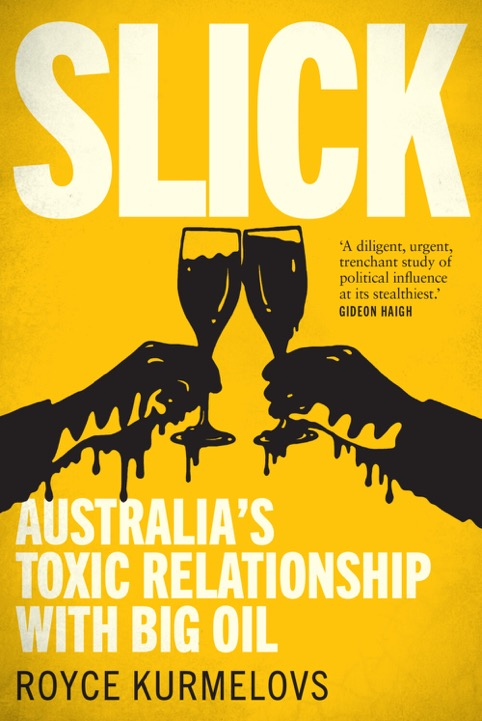 SLICK
‘A diligent, urgent,
trenchant study of
political influence
at its stealthiest.’
GIDEON HAIGH
AUSTRALIA’S
TOXIC RELATIONSHIP
WITH BIG OIL
ROYCE KURMELOVS